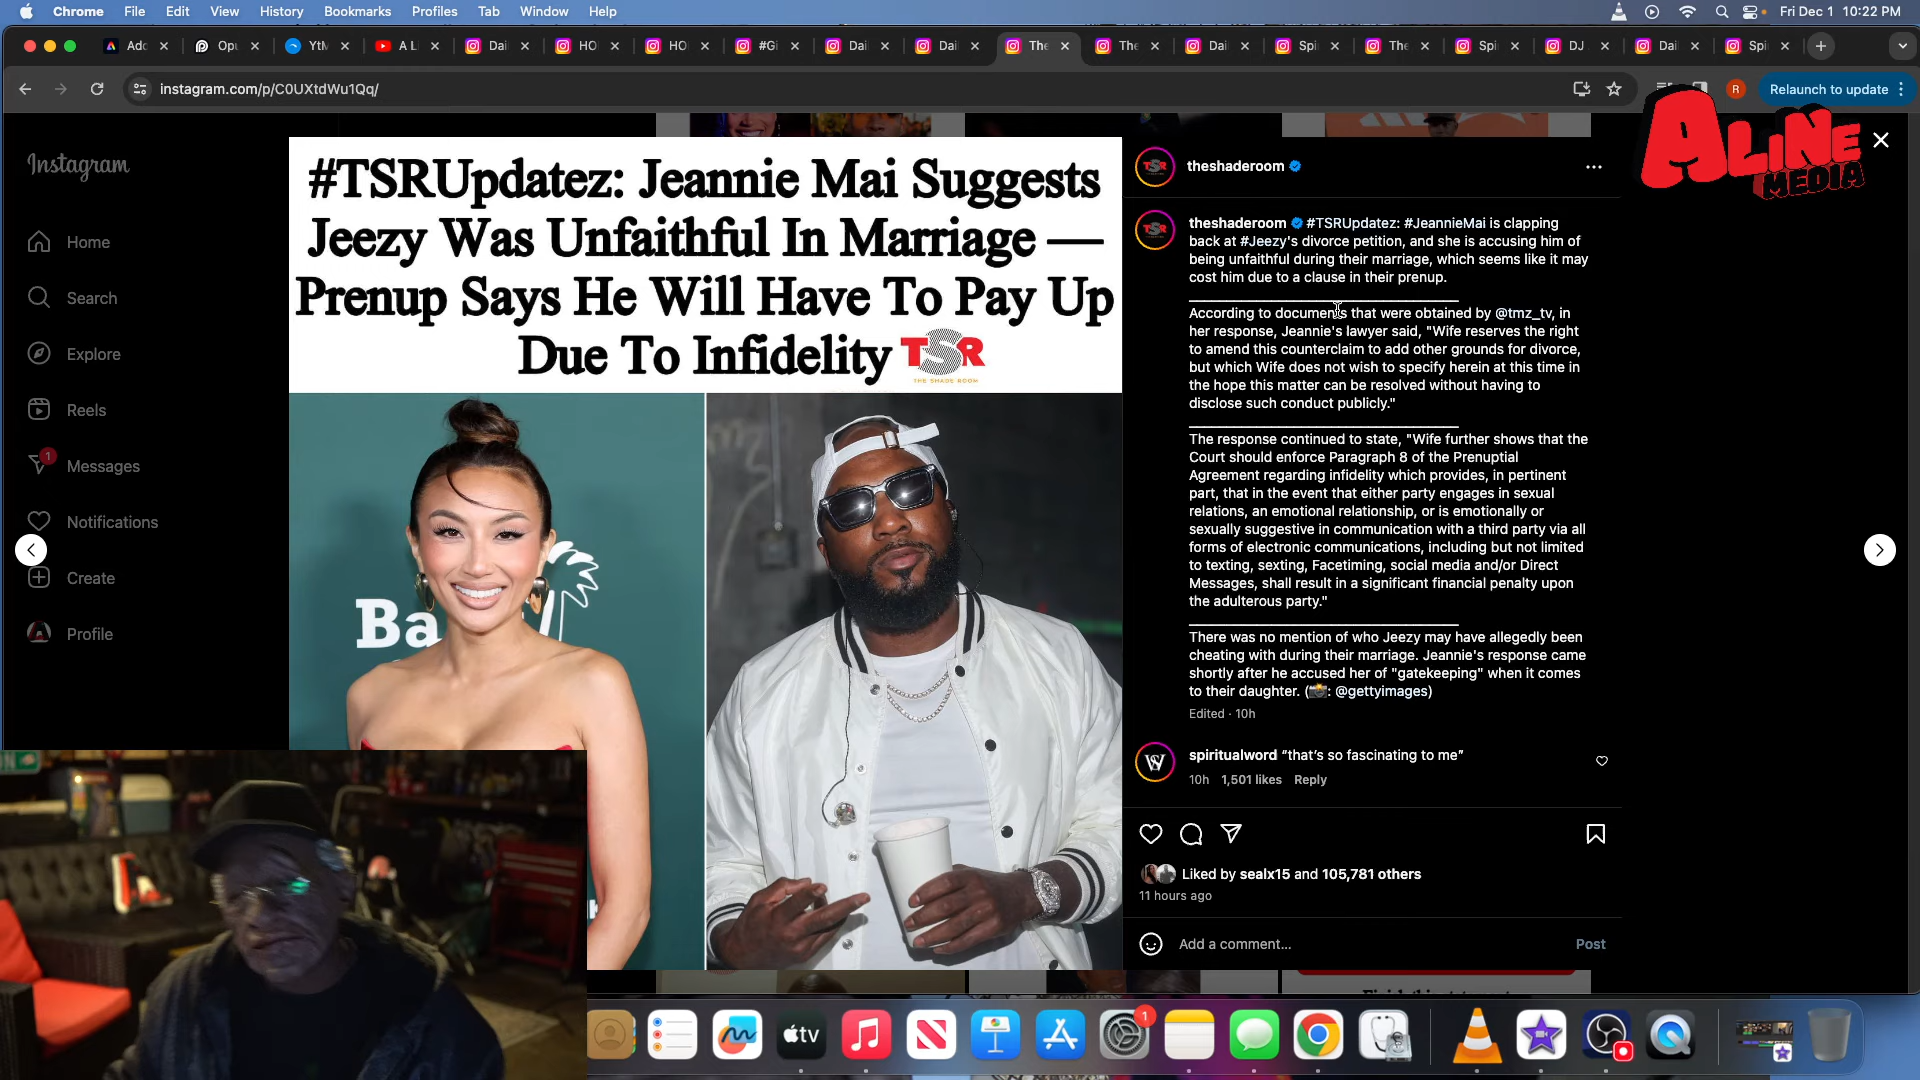 Chrome File Edit View History Bookmarks Profiles Tab Window Help
Fri Dec 1 10:22 PM
instagram.com/p/C0UXtdWu1Qq/
Relaunch to update
R
ALINE
MEDIA
Instagram
Home
Search
Explore
Reels
1
Messages
Notifications
Create
Profile
#TSRUpdatez: Jeannie Mai Suggests
Jeezy Was Unfaithful In Marriage —
Prenup Says He Will Have To Pay Up
Due To Infidelity TSR
THE SHADE ROOM
Ba
theshaderoom
theshaderoom #TSRUpdatez: #JeannieMai is clapping
back at #Jeezy's divorce petition, and she is accusing him of
being unfaithful during their marriage, which seems like it may
cost him due to a clause in their prenup.
According to documents that were obtained by @tmz_tv, in
her response, Jeannie's lawyer said, "Wife reserves the right
to amend this counterclaim to add other grounds for divorce,
but which Wife does not wish to specify herein at this time in
the hope this matter can be resolved without having to
disclose such conduct publicly."
The response continued to state, "Wife further shows that the
Court should enforce Paragraph 8 of the Prenuptial
Agreement regarding infidelity which provides, in pertinent
part, that in the event that either party engages in sexual
relations, an emotional relationship, or is emotionally or
sexually suggestive in communication with a third party via all
forms of electronic communications, including but not limited
to texting, sexting, Facetiming, social media and/or Direct
Messages, shall result in a significant financial penalty upon
the adulterous party."
There was no mention of who Jeezy may have allegedly been
cheating with during their marriage. Jeannie's response came
shortly after he accused her of "gatekeeping" when it comes
to their daughter. (📸: @gettyimages)
Edited · 10h
spiritualword “that’s so fascinating to me”
10h 1,501 likes Reply
Liked by sealx15 and 105,781 others
11 hours ago
Add a comment... Post
tv
1